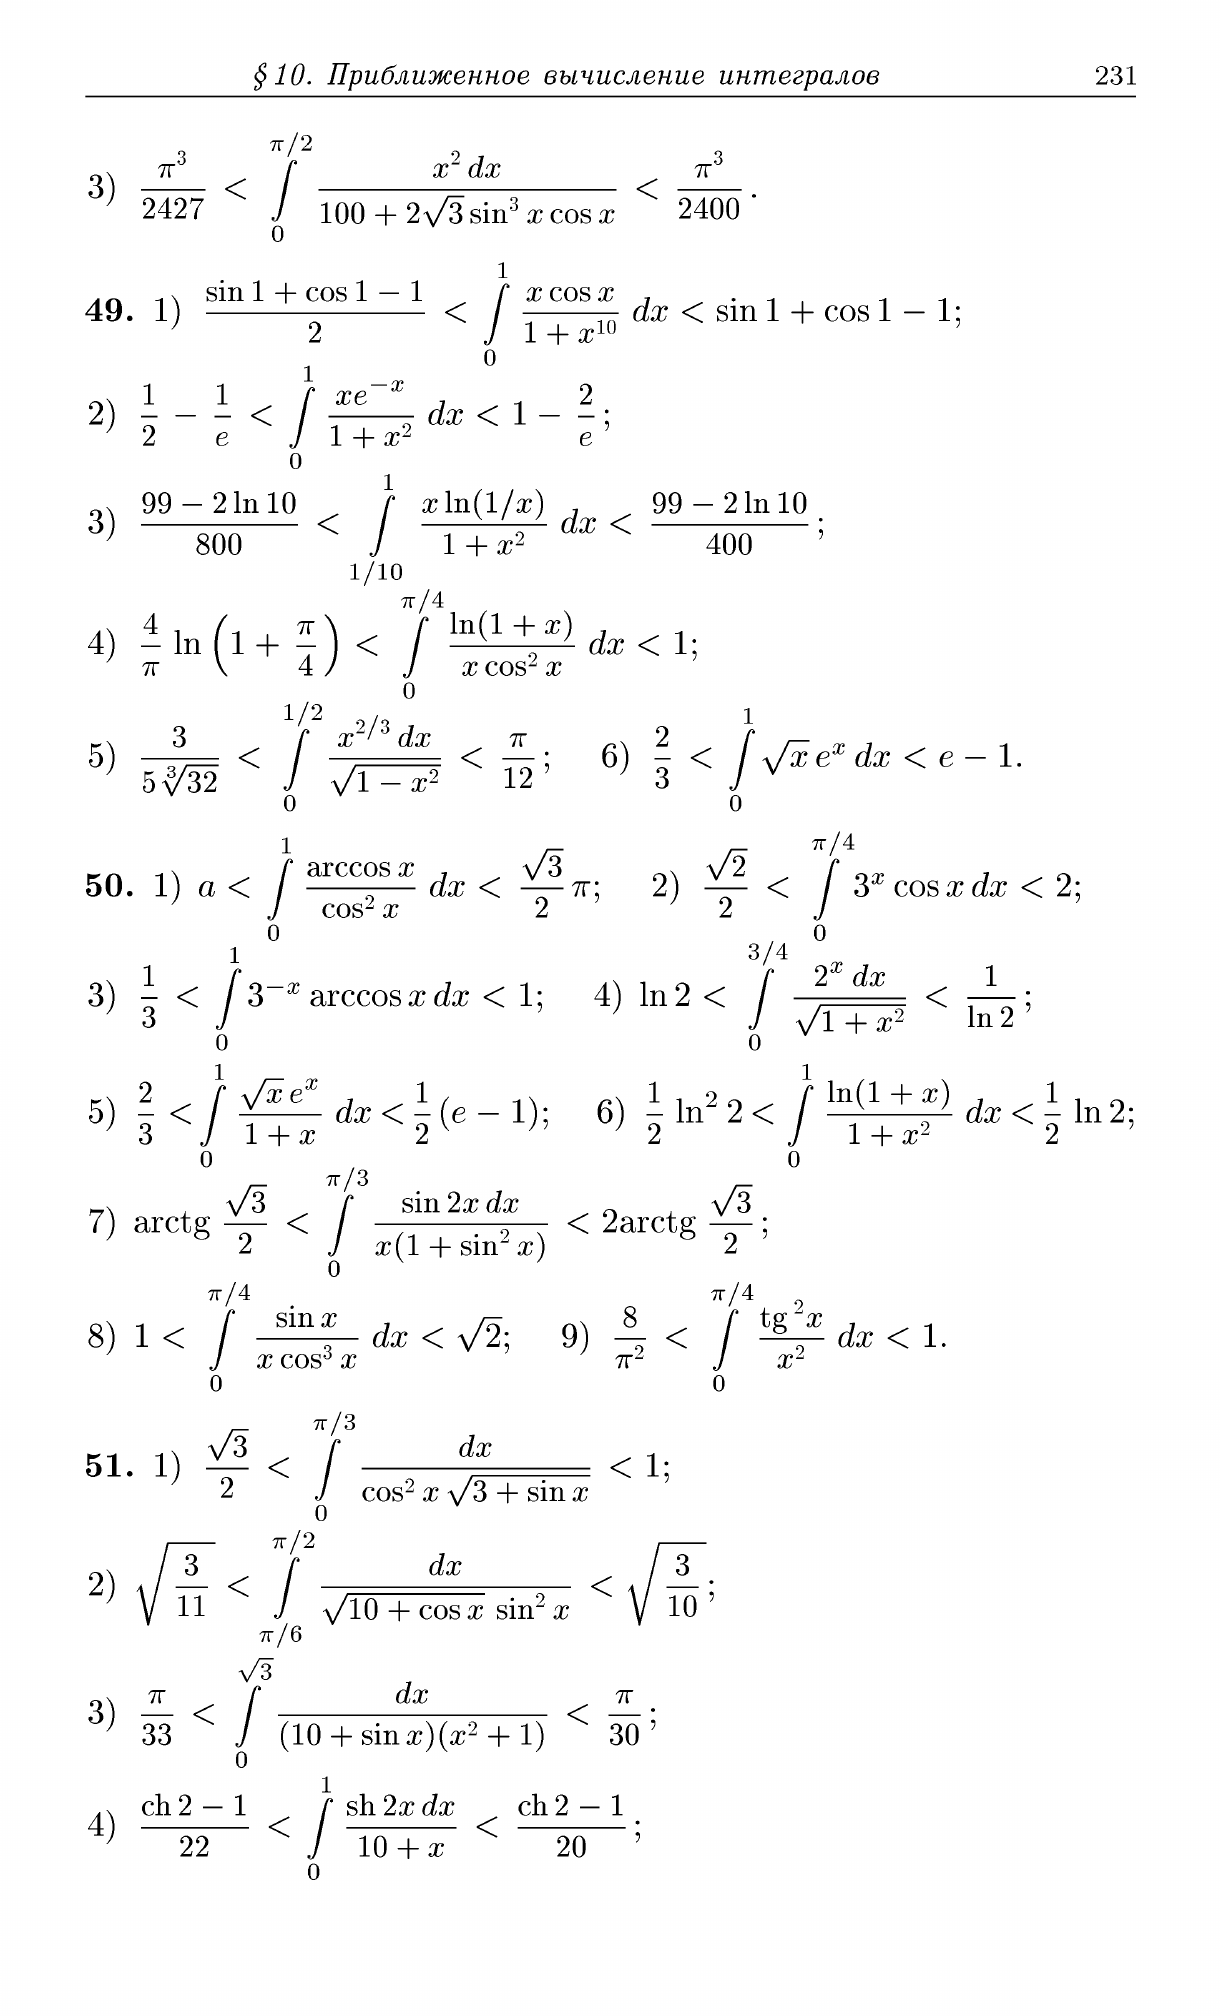 § 10. Приближенное вычисление интегралов 231
3) $\frac{\pi^3}{2427} < \int\limits_0^{\pi/2} \frac{x^2\,dx}{100 + 2\sqrt{3}\sin^3 x \cos x} < \frac{\pi^3}{2400}.$
49. 1) $\frac{\sin 1 + \cos 1 - 1}{2} < \int\limits_0^1 \frac{x\cos x}{1 + x^{10}}\,dx < \sin 1 + \cos 1 - 1;$
2) $\frac{1}{2} - \frac{1}{e} < \int\limits_0^1 \frac{xe^{-x}}{1 + x^2}\,dx < 1 - \frac{2}{e};$
3) $\frac{99 - 2\ln 10}{800} < \int\limits_{1/10}^1 \frac{x\ln(1/x)}{1 + x^2}\,dx < \frac{99 - 2\ln 10}{400};$
4) $\frac{4}{\pi}\ln\left(1 + \frac{\pi}{4}\right) < \int\limits_0^{\pi/4} \frac{\ln(1 + x)}{x\cos^2 x}\,dx < 1;$
5) $\frac{3}{5\sqrt[3]{32}} < \int\limits_0^{1/2} \frac{x^{2/3}\,dx}{\sqrt{1 - x^2}} < \frac{\pi}{12};$ 6) $\frac{2}{3} < \int\limits_0^1 \sqrt{x}\,e^x\,dx < e - 1.$
50. 1) $a < \int\limits_0^1 \frac{\arccos x}{\cos^2 x}\,dx < \frac{\sqrt{3}}{2}\pi;$ 2) $\frac{\sqrt{2}}{2} < \int\limits_0^{\pi/4} 3^x \cos x\,dx < 2;$
3) $\frac{1}{3} < \int\limits_0^1 3^{-x} \arccos x\,dx < 1;$ 4) $\ln 2 < \int\limits_0^{3/4} \frac{2^x\,dx}{\sqrt{1 + x^2}} < \frac{1}{\ln 2};$
5) $\frac{2}{3} < \int\limits_0^1 \frac{\sqrt{x}\,e^x}{1 + x}\,dx < \frac{1}{2}(e - 1);$ 6) $\frac{1}{2}\ln^2 2 < \int\limits_0^1 \frac{\ln(1 + x)}{1 + x^2}\,dx < \frac{1}{2}\ln 2;$
7) $\operatorname{arctg}\frac{\sqrt{3}}{2} < \int\limits_0^{\pi/3} \frac{\sin 2x\,dx}{x(1 + \sin^2 x)} < 2\operatorname{arctg}\frac{\sqrt{3}}{2};$
8) $1 < \int\limits_0^{\pi/4} \frac{\sin x}{x\cos^3 x}\,dx < \sqrt{2};$ 9) $\frac{8}{\pi^2} < \int\limits_0^{\pi/4} \frac{\operatorname{tg}^2 x}{x^2}\,dx < 1.$
51. 1) $\frac{\sqrt{3}}{2} < \int\limits_0^{\pi/3} \frac{dx}{\cos^2 x\sqrt{3 + \sin x}} < 1;$
2) $\sqrt{\frac{3}{11}} < \int\limits_{\pi/6}^{\pi/2} \frac{dx}{\sqrt{10 + \cos x}\,\sin^2 x} < \sqrt{\frac{3}{10}};$
3) $\frac{\pi}{33} < \int\limits_0^{\sqrt{3}} \frac{dx}{(10 + \sin x)(x^2 + 1)} < \frac{\pi}{30};$
4) $\frac{\operatorname{ch} 2 - 1}{22} < \int\limits_0^1 \frac{\operatorname{sh} 2x\,dx}{10 + x} < \frac{\operatorname{ch} 2 - 1}{20};$